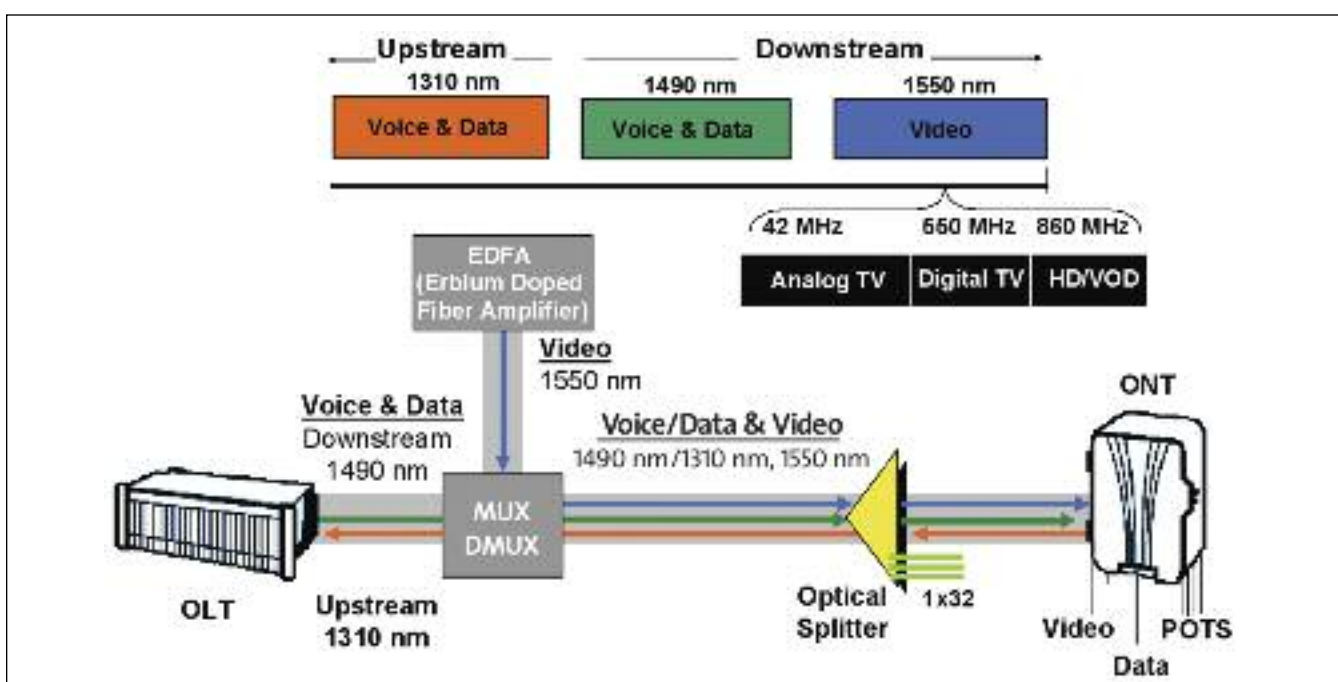 Upstream
Downstream
1310 nm
1490 nm
1550 nm
Voice & Data
Voice & Data
Video
42 MHz
550 MHz
860 MHz
Analog TV
Digital TV
HD/VOD
EDFA
(Erbium Doped
Fiber Amplifier)
Video
1550 nm
Voice & Data
Downstream
1490 nm
Voice/Data & Video
1490 nm/1310 nm, 1550 nm
ONT
MUX
DMUX
OLT
Upstream
1310 nm
Optical
Splitter
1x32
Video
POTS
Data